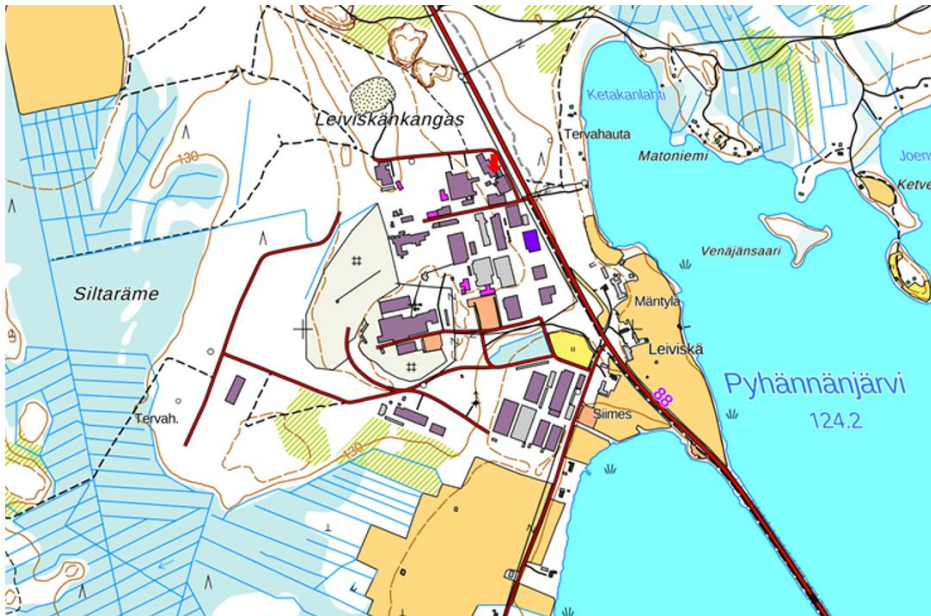 Ketakanlahti
Leiviskänkangas
Tervahauta
Matoniemi
Joens
Ketve
130
Venäjänsaari
Siltaräme
Mäntylä
Leiviskä
Pyhännänjärvi
124.2
88
Tervah.
Siimes
130